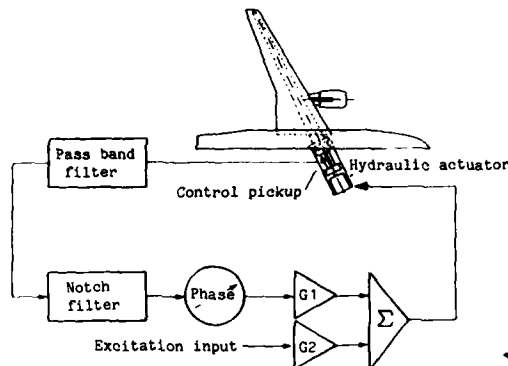 Pass band
filter
Hydraulic actuator
Control pickup
Notch
filter
Phase
G1
Σ
Excitation input
G2